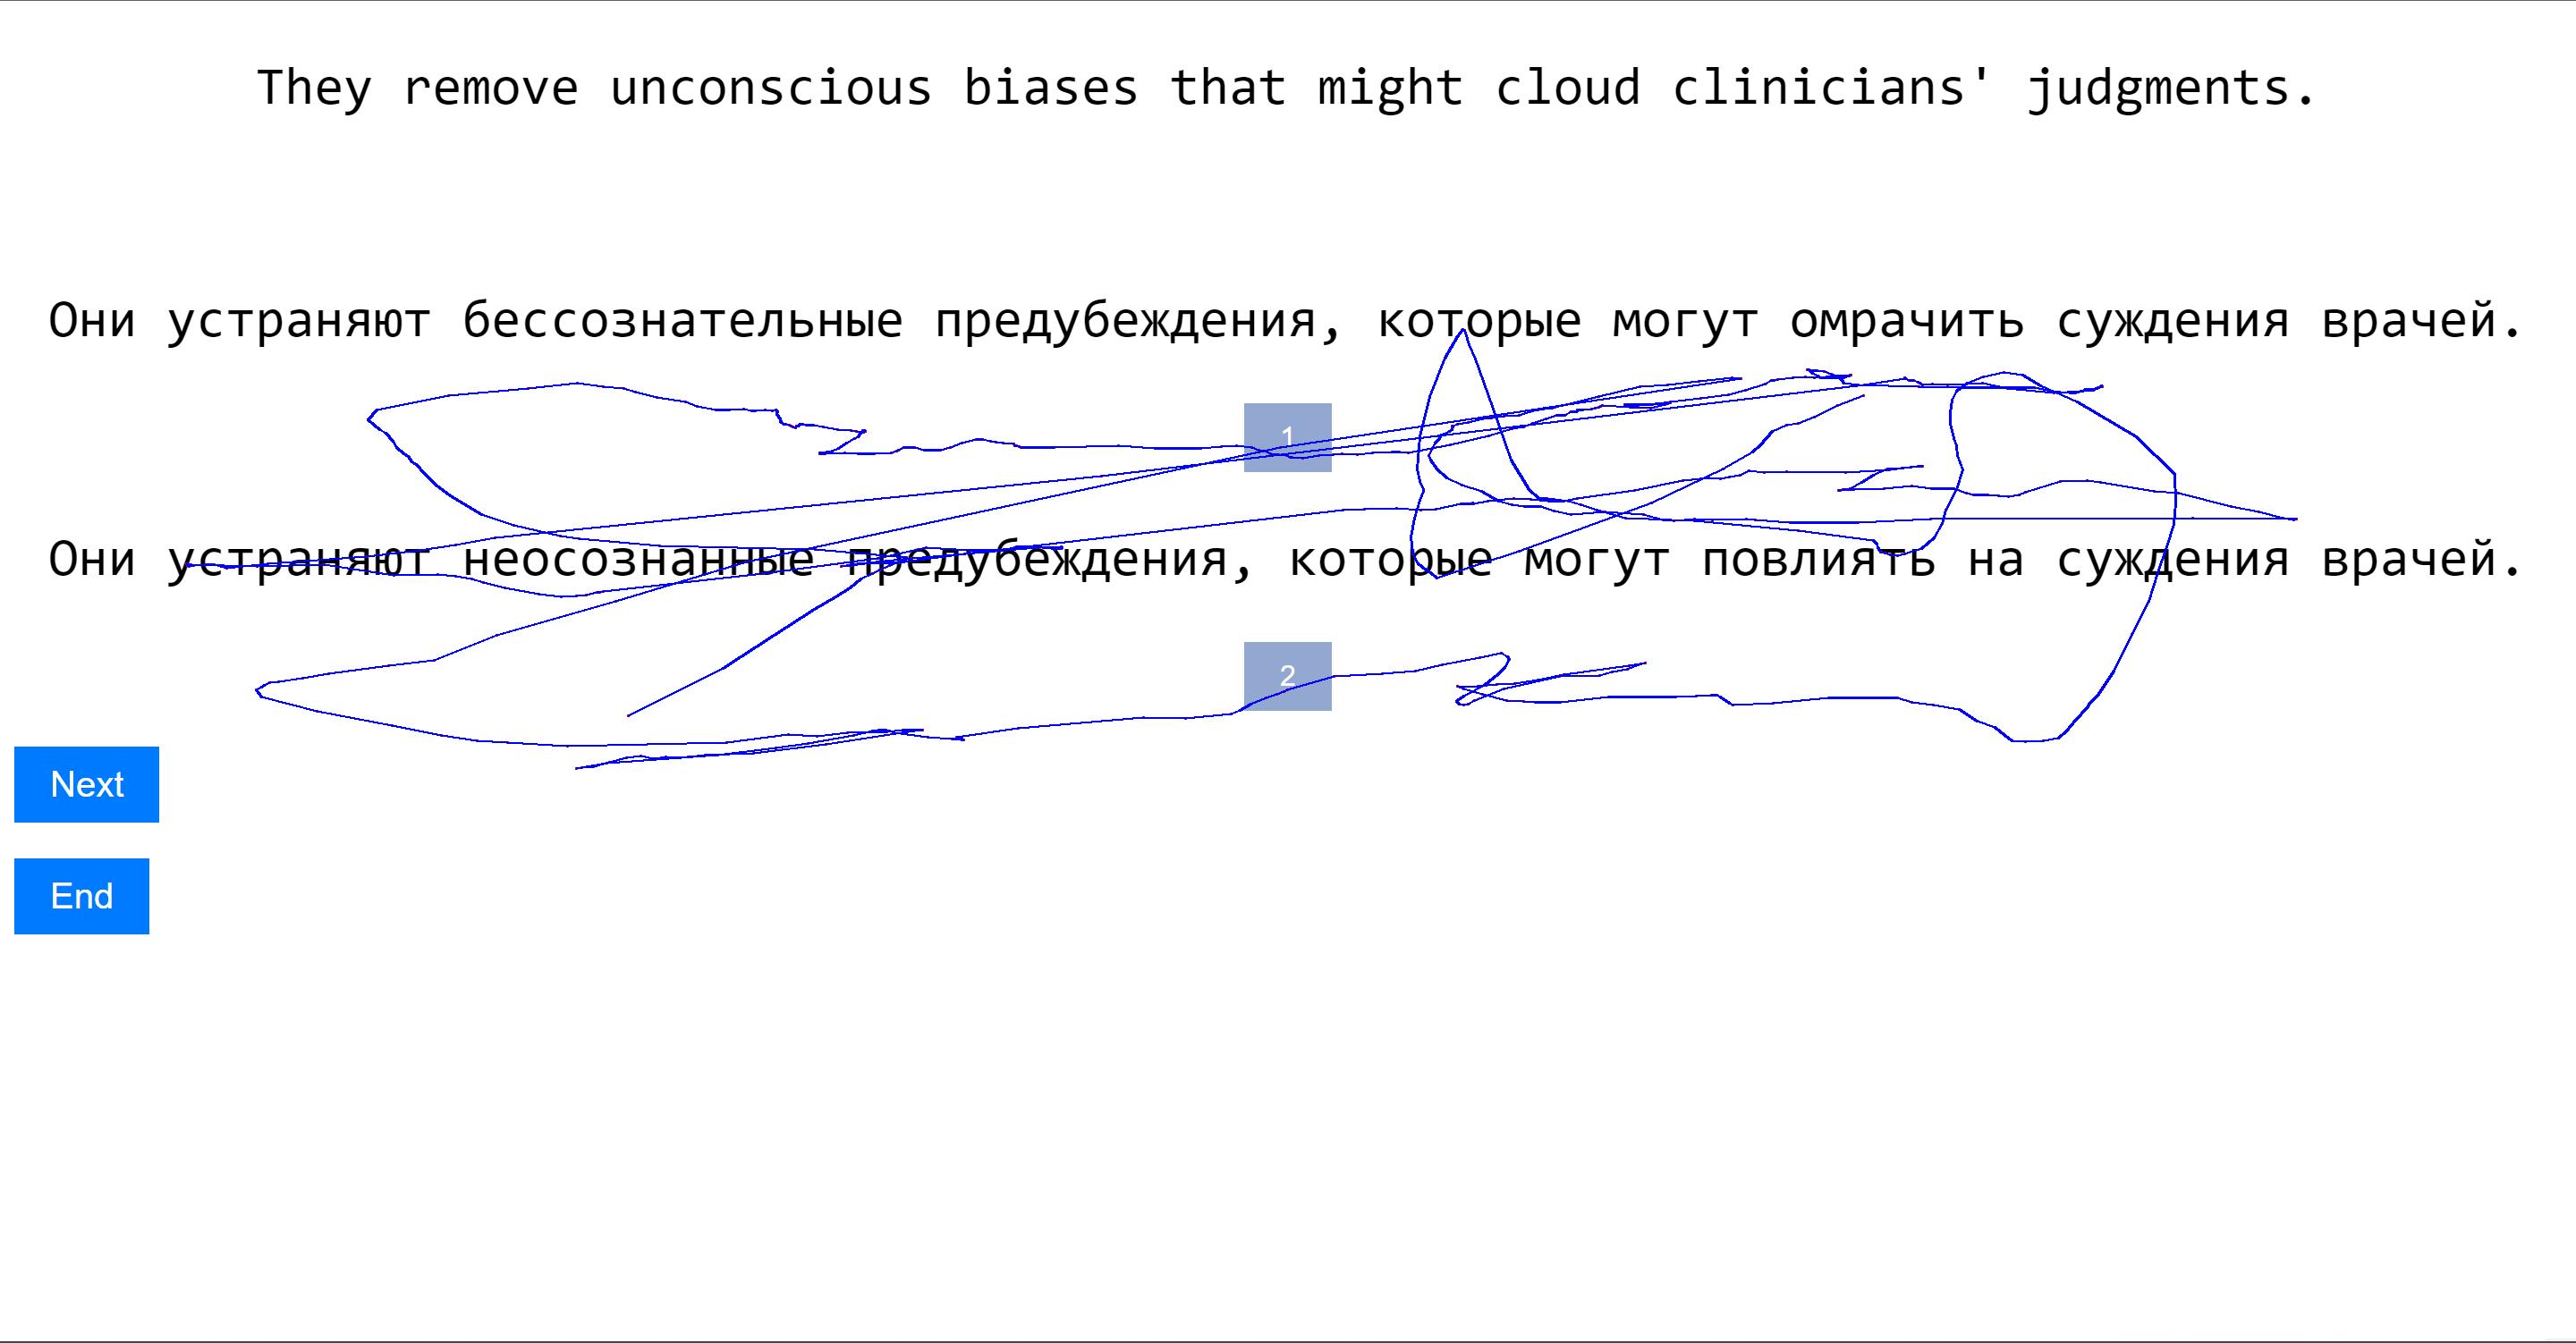 They remove unconscious biases that might cloud clinicians' judgments.
Они устраняют бессознательные предубеждения, которые могут омрачить суждения врачей.
1
Они устраняют неосознанные предубеждения, которые могут повлиять на суждения врачей.
2
Next
End